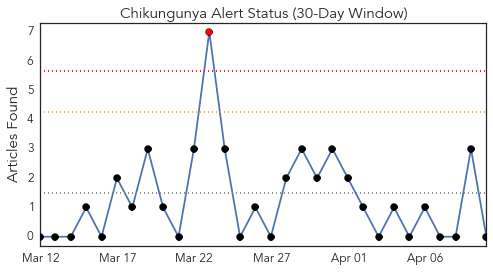 Chikungunya Alert Status (30-Day Window)
Articles Found
7
6
5
4
3
2
1
0
Mar 12 Mar 17 Mar 22 Mar 27 Apr 01 Apr 06